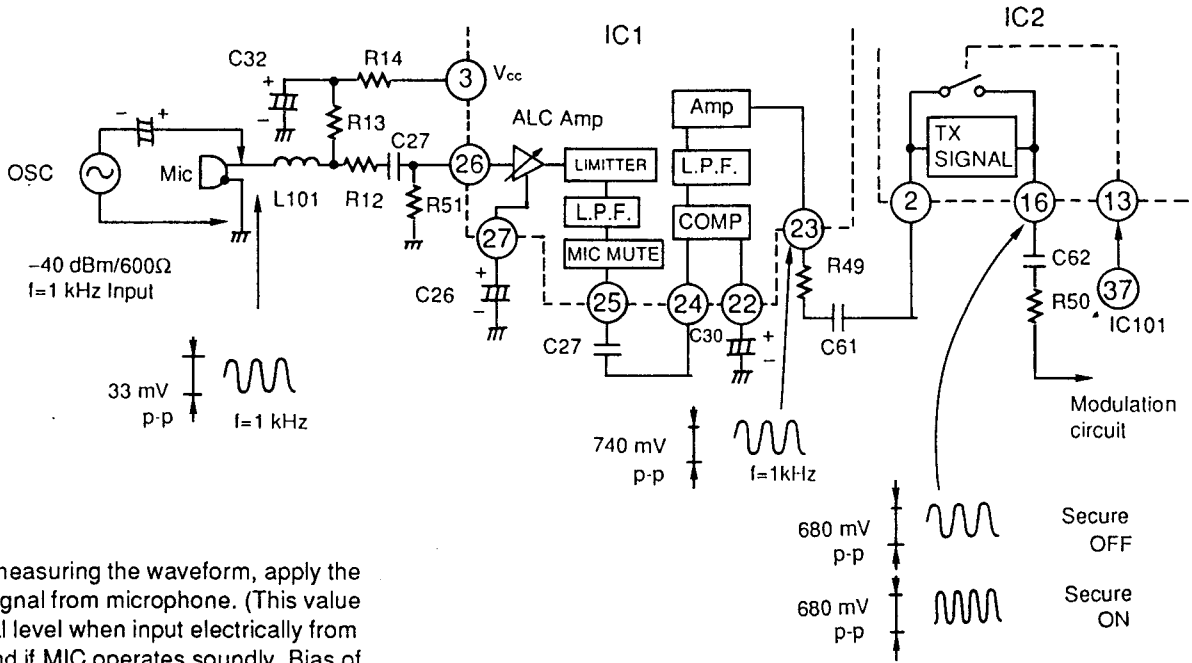 IC1
IC2
C32
R14
3
Vcc
R13
C27
ALC Amp
Amp
TX
SIGNAL
OSC
Mic
L101
R12
R51
26
LIMITTER
L.P.F.
L.P.F.
COMP
MIC MUTE
27
C26
25
24
22
23
2
16
13
−40 dBm/600Ω
f=1 kHz Input
C27
C30
R49
C61
C62
R50
37
IC101
Modulation
circuit
33 mV
p-p
f=1 kHz
740 mV
p-p
f=1kHz
680 mV
p-p
Secure
OFF
680 mV
p-p
Secure
ON
measuring the waveform, apply the
ignal from microphone. (This value
l level when input electrically from
nd if MIC operates soundly. Bias of